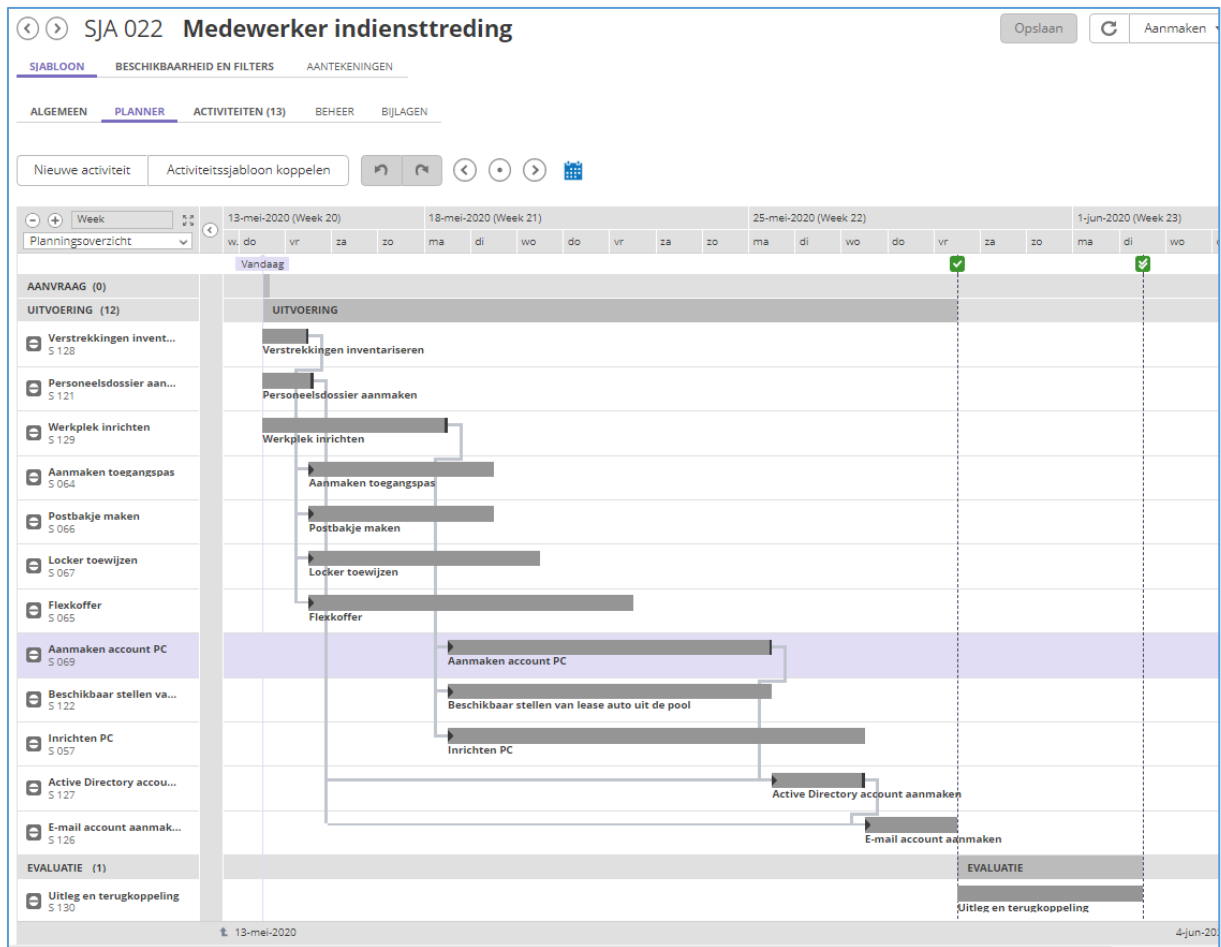 SJA 022 Medewerker indiensttreding
Opslaan Aanmaken
SJABLOON BESCHIKBAARHEID EN FILTERS AANTEKENINGEN
ALGEMEEN PLANNER ACTIVITEITEN (13) BEHEER BIJLAGEN
Nieuwe activiteit Activiteitssjabloon koppelen
Week 13-mei-2020 (Week 20) 18-mei-2020 (Week 21) 25-mei-2020 (Week 22) 1-jun-2020 (Week 23)
Planningsoverzicht w. do vr za zo ma di wo do vr za zo ma di wo do vr za zo ma di wo
Vandaag
AANVRAAG (0)
UITVOERING (12) UITVOERING
Verstrekkingen invent...
S 128
Verstrekkingen inventariseren
Personeelsdossier aan...
S 121
Personeelsdossier aanmaken
Werkplek inrichten
S 129
Werkplek inrichten
Aanmaken toegangspas
S 064
Aanmaken toegangspas
Postbakje maken
S 066
Postbakje maken
Locker toewijzen
S 067
Locker toewijzen
Flexkoffer
S 065
Flexkoffer
Aanmaken account PC
S 069
Aanmaken account PC
Beschikbaar stellen va...
S 122
Beschikbaar stellen van lease auto uit de pool
Inrichten PC
S 057
Inrichten PC
Active Directory accou...
S 127
Active Directory account aanmaken
E-mail account aanmak...
S 126
E-mail account aanmaken
EVALUATIE (1) EVALUATIE
Uitleg en terugkoppeling
S 130
Uitleg en terugkoppeling
13-mei-2020 4-jun-20